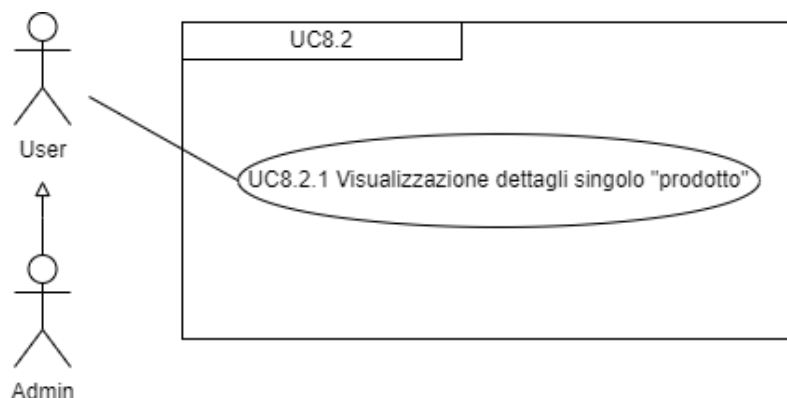 UC8.2
User
UC8.2.1 Visualizzazione dettagli singolo "prodotto"
Admin